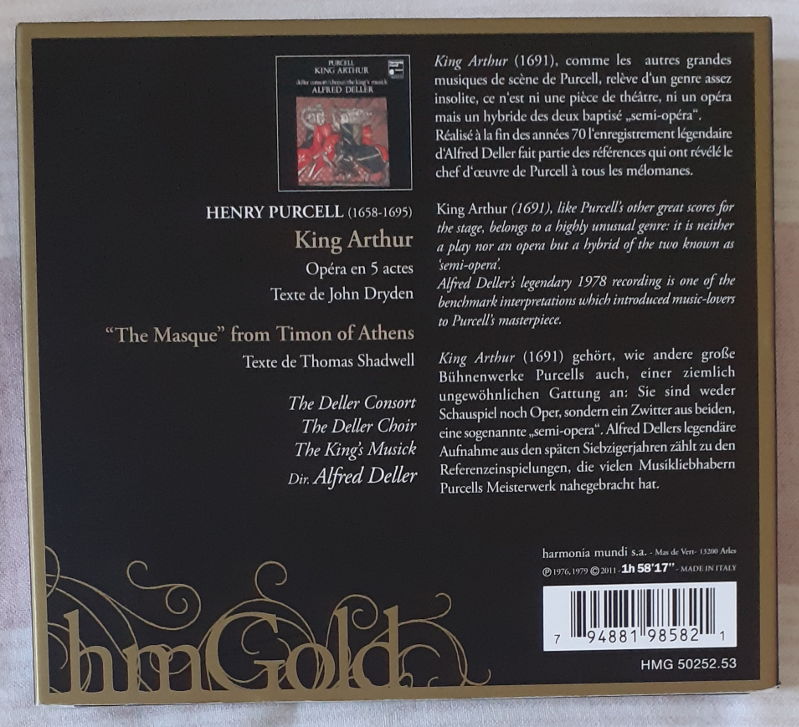 PURCELL
KING ARTHUR
deller consort/choir/the king's musick
ALFRED DELLER
HENRY PURCELL (1658-1695)
King Arthur
Opéra en 5 actes
Texte de John Dryden
“The Masque” from Timon of Athens
Texte de Thomas Shadwell
The Deller Consort
The Deller Choir
The King's Musick
Dir. Alfred Deller
King Arthur (1691), comme les autres grandes
musiques de scène de Purcell, relève d'un genre assez
insolite, ce n'est ni une pièce de théâtre, ni un opéra
mais un hybride des deux baptisé „semi-opéra“.
Réalisé à la fin des années 70 l'enregistrement légendaire
d'Alfred Deller fait partie des références qui ont révélé le
chef d'œuvre de Purcell à tous les mélomanes.
King Arthur (1691), like Purcell's other great scores for
the stage, belongs to a highly unusual genre: it is neither
a play nor an opera but a hybrid of the two known as
'semi-opera'.
Alfred Deller's legendary 1978 recording is one of the
benchmark interpretations which introduced music-lovers
to Purcell's masterpiece.
King Arthur (1691) gehört, wie andere große
Bühnenwerke Purcells auch, einer ziemlich
ungewöhnlichen Gattung an: Sie sind weder
Schauspiel noch Oper, sondern ein Zwitter aus beiden,
eine sogenannte „semi-opera“. Alfred Dellers legendäre
Aufnahme aus den späten Siebzigerjahren zählt zu den
Referenzeinspielungen, die vielen Musikliebhabern
Purcells Meisterwerk nahegebracht hat.
harmonia mundi s.a. - Mas de Vert- 13200 Arles
℗ 1976, 1979 © 2011 - 1h 58'17" - MADE IN ITALY
7 94881 98582 1
HMG 50252.53
hmGold